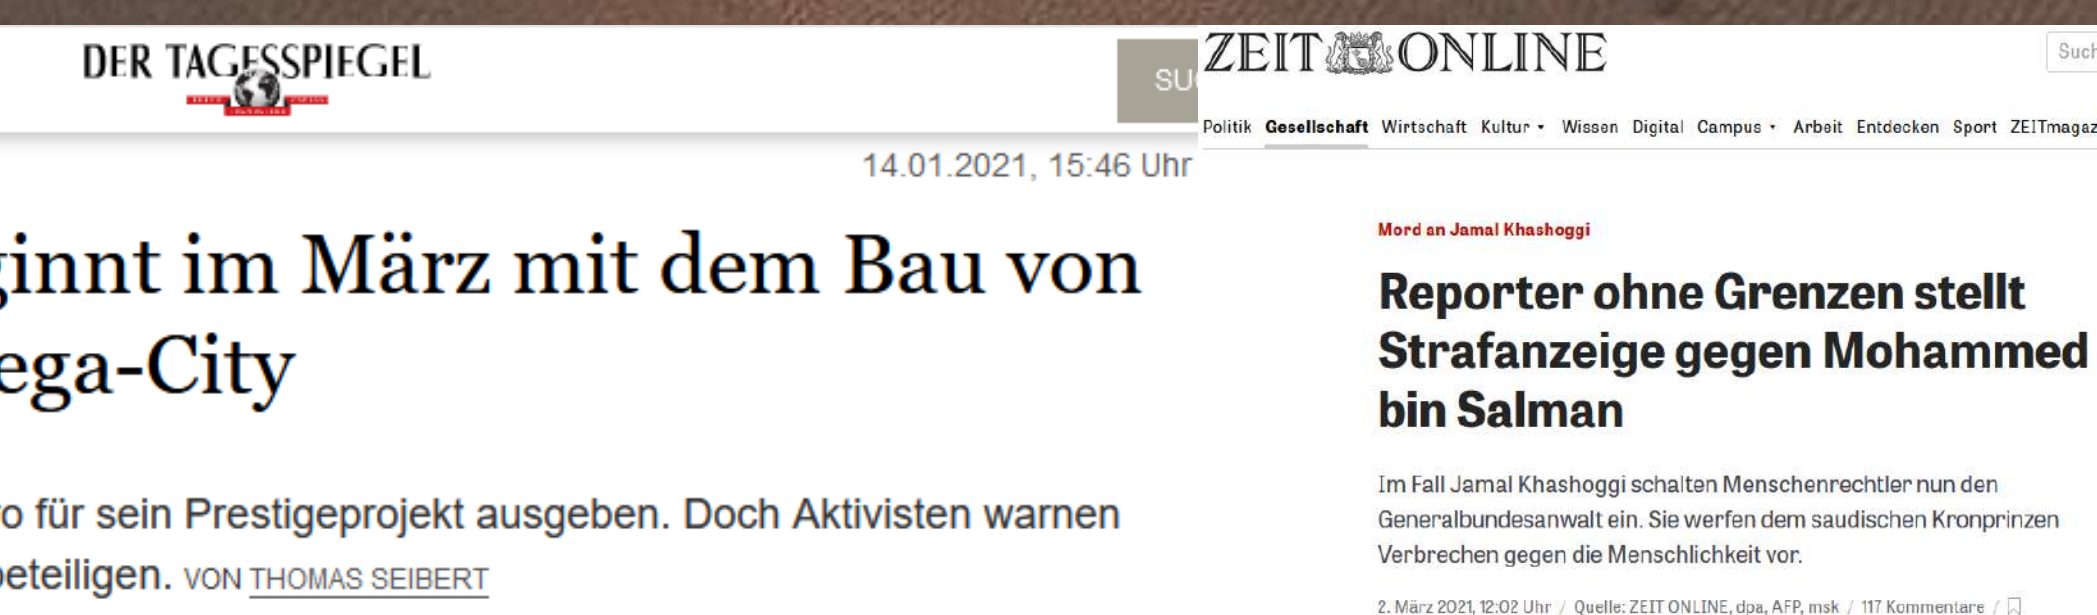 DER TAGESSPIEGEL
14.01.2021, 15:46 Uhr
ginnt im März mit dem Bau von
ega-City
o für sein Prestigeprojekt ausgeben. Doch Aktivisten warnen
beteiligen. VON THOMAS SEIBERT
ZEIT ONLINE
Such
Politik Gesellschaft Wirtschaft Kultur Wissen Digital Campus Arbeit Entdecken Sport ZEITmagaz
Mord an Jamal Khashoggi
Reporter ohne Grenzen stellt
Strafanzeige gegen Mohammed
bin Salman
Im Fall Jamal Khashoggi schalten Menschenrechtler nun den
Generalbundesanwalt ein. Sie werfen dem saudischen Kronprinzen
Verbrechen gegen die Menschlichkeit vor.
2. März 2021, 12:02 Uhr / Quelle: ZEIT ONLINE, dpa, AFP, msk / 117 Kommentare /